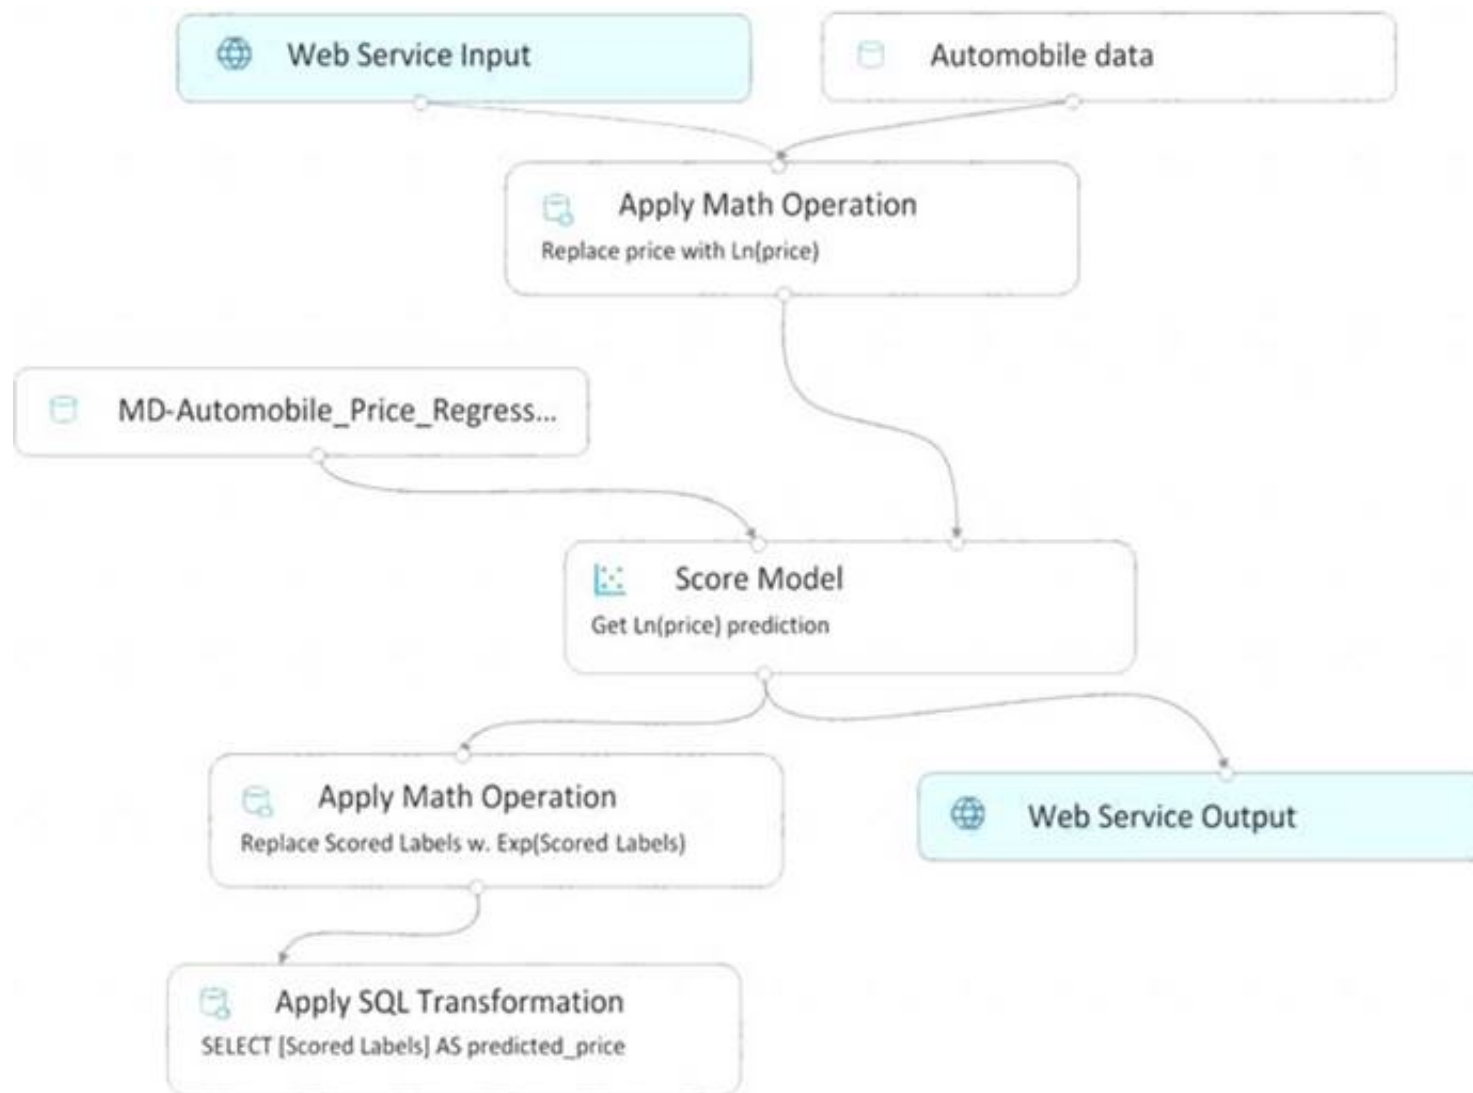 Web Service Input
Automobile data
Apply Math Operation
Replace price with Ln(price)
MD-Automobile_Price_Regress...
Score Model
Get Ln(price) prediction
Apply Math Operation
Replace Scored Labels w. Exp(Scored Labels)
Web Service Output
Apply SQL Transformation
SELECT [Scored Labels] AS predicted_price